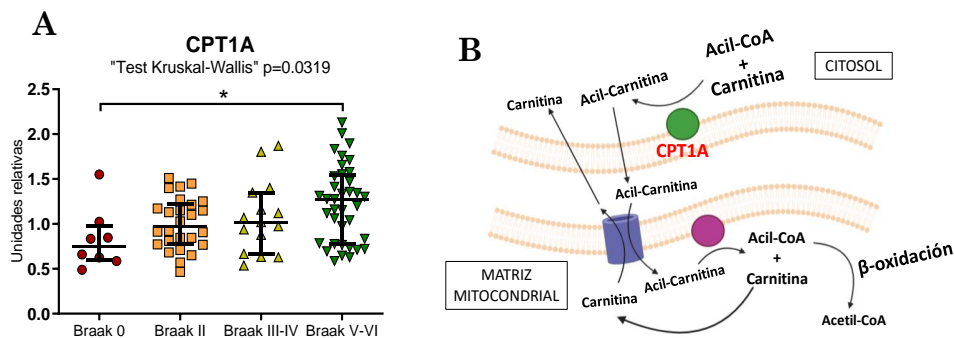 A
CPT1A
"Test Kruskal-Wallis" p=0.0319
*
Unidades relativas
2.5
2.0
1.5
1.0
0.5
0.0
Braak 0
Braak II
Braak III-IV
Braak V-VI
B
Acil-CoA
+
Carnitina
CITOSOL
Carnitina
Acil-Carnitina
CPT1A
Acil-Carnitina
Acil-CoA
+
Carnitina
β-oxidación
MATRIZ
MITOCONDRIAL
Carnitina
Acil-Carnitina
Acetil-CoA